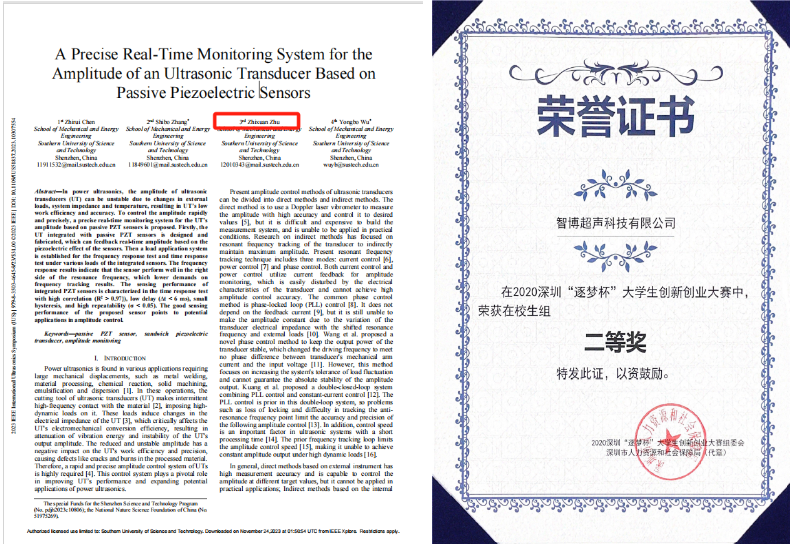 A Precise Real-Time Monitoring System for the
Amplitude of an Ultrasonic Transducer Based on
Passive Piezoelectric Sensors
1st Zhirui Chen
School of Mechanical and Energy
Engineering
Southern University of Science
and Technology
Shenzhen, China
11911532@mail.sustech.edu.cn
2nd Shibo Zhang*
School of Mechanical and Energy
Engineering
Southern University of Science
and Technology
Shenzhen, China
11849601@mail.sustech.edu.cn
3rd Zhixuan Zhu
School of Mechanical and Energy
Engineering
Southern University of Science
and Technology
Shenzhen, China
12010343@mail.sustech.edu.cn
4th Yongbo Wu*
School of Mechanical and Energy
Engineering
Southern University of Science
and Technology
Shenzhen, China
wuyb@sustech.edu.cn
Abstract—In power ultrasonics, the amplitude of ultrasonic
transducers (UT) can be unstable due to changes in external
loads, system impedance and temperature, resulting in UT's low
work efficiency and accuracy. To control the amplitude rapidly
and precisely, a precise real-time monitoring system for the UT's
amplitude based on passive PZT sensors is proposed. Firstly, the
UT integrated with passive PZT sensors is designed and
fabricated, which can feedback real-time amplitude based on the
piezoelectric effect of the sensors. Then a load application system
is established for the frequency response test and time response
test under various loads of the integrated sensors. The frequency
response results indicate that the sensor perform well in the right
side of the resonance frequency, which lower demands on
frequency tracking results. The sensing performance of
integrated PZT sensors is characterized in the time response test
with high correlation (R² > 0.97), low delay (Δt < 6 ms), small
hysteresis, and high repeatability (α < 0.05). The good sensing
performance of the proposed sensor points to potential
applications in amplitude control.
Keywords—passive PZT sensor, sandwich piezoelectric
transducer, amplitude monitoring
I. INTRODUCTION
Power ultrasonics is found in various applications requiring
large mechanical displacements, such as metal welding,
material processing, chemical reaction, solid machining,
emulsification and dispersion [1]. In these operations, the
cutting tool of ultrasonic transducers (UT) makes intermittent
high-frequency contact with the material [2], imposing high-
dynamic loads on it. These loads induce changes in the
electrical impedance of the UT [3], which critically affects the
UT's electromechanical conversion efficiency, resulting in
attenuation of vibration energy and instability of the UT's
output amplitude. The reduced and unstable amplitude has a
negative impact on the UT's work efficiency and precision,
causing defects like cracks and burns in the processed material.
Therefore, a rapid and precise amplitude control system of UTs
is highly required [4]. This control system plays a pivotal role
in improving UT's performance and expanding potential
applications of power ultrasonics.
The special Funds for the Shenzhen Science and Technology Program
(No. pdjh2023c10806); the National Nature Science Foundation of China (No
51975269).
Present amplitude control methods of ultrasonic transducers
can be divided into direct methods and indirect methods. The
direct method is to use a Doppler laser vibrometer to measure
the amplitude with high accuracy and control it to desired
values [5], but it is difficult and expensive to build the
measurement system, and is unable to be applied in practical
conditions. Research on indirect methods has focused on
resonant frequency tracking of the transducer to indirectly
maintain maximum amplitude. Present resonant frequency
tracking technique includes three modes: current control [6],
power control [7] and phase control. Both current control and
power control utilize current feedback for amplitude
monitoring, which is easily disturbed by the electrical
characteristics of the transducer and cannot achieve high
amplitude control accuracy. The common phase control
method is phase-locked loop (PLL) control [8]. It does not
depend on the feedback current [9], but it is still unable to
make the amplitude constant due to the variation of the
transducer electrical impedance with the shifted resonance
frequency and external loads [10]. Wang et al. proposed a
novel phase control method to keep the output power of the
transducer stable, which changed the driving frequency to meet
no phase difference between transducer's mechanical arm
current and the input voltage [11]. However, this method
focuses on increasing the system's tolerance of load fluctuation
and cannot guarantee the absolute stability of the amplitude
output. Kuang et al. proposed a double-closed-loop system
combining PLL control and constant-current control [12]. The
PLL control is prior in this double-loop system, so problems
such as loss of locking and difficulty in tracking the anti-
resonance frequency point limit the accuracy and precision of
the following amplitude control [13]. In addition, control speed
is an important factor in ultrasonic systems with a short
processing time [14]. The prior frequency tracking loop limits
the amplitude control speed [15], making it unable to achieve
constant amplitude output under high dynamic loads [16].
In general, direct methods based on external instrument has
high measurement accuracy and is capable to control the
amplitude at different target values, but it cannot be applied in
practical applications; Indirect methods based on the internal
Authorized licensed use limited to: Southern University of Science and Technology. Downloaded on November 24,2023 at 01:56:54 UTC from IEEE Xplore. Restrictions apply.
荣誉证书
智博超声科技有限公司
在2020深圳“逐梦杯”大学生创新创业大赛中，
荣获在校生组
二等奖
特发此证，以资鼓励。
2020深圳“逐梦杯”大学生创新创业大赛组委会
深圳市人力资源和社会保障局（代章）